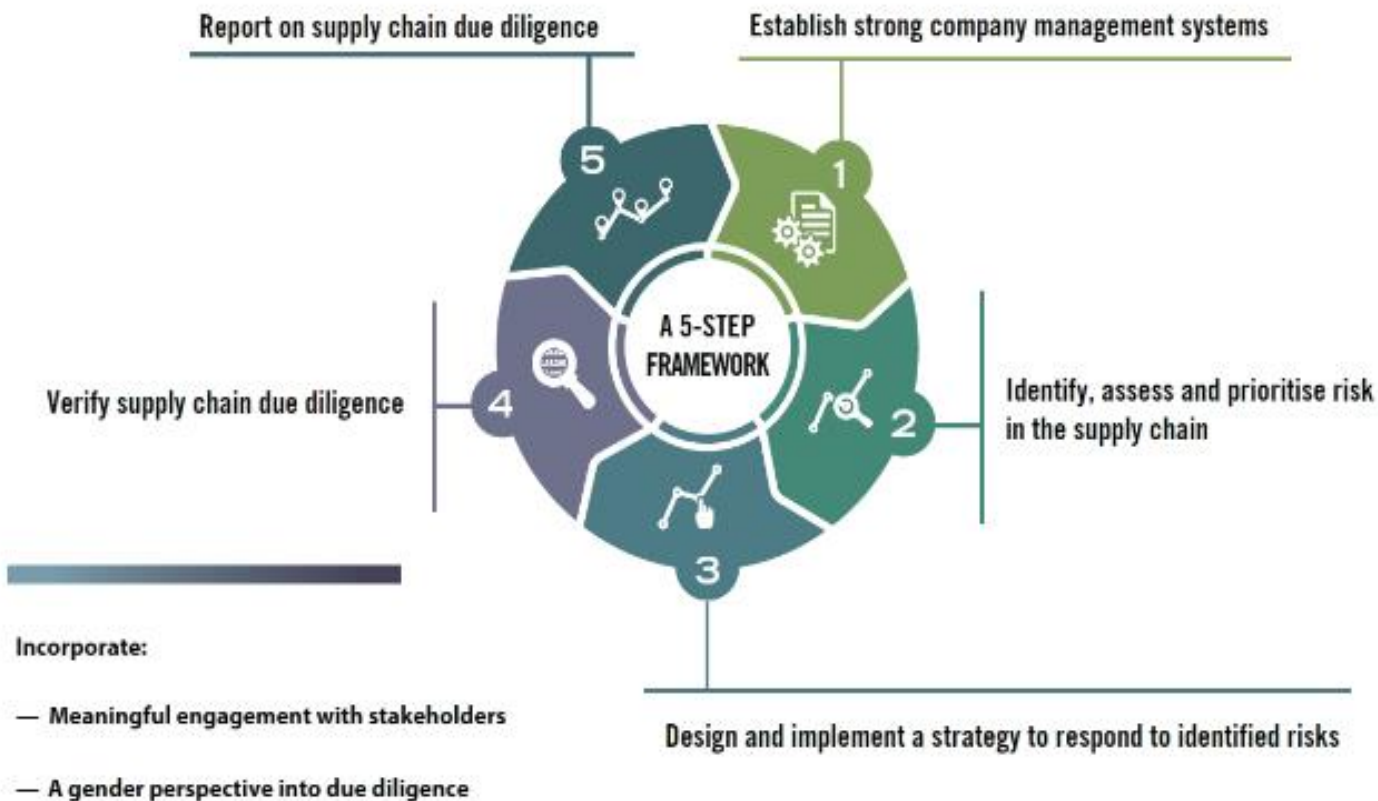 Report on supply chain due diligence
Establish strong company management systems
5
1
A 5-STEP
FRAMEWORK
Verify supply chain due diligence
4
2
Identify, assess and prioritise risk
in the supply chain
3
Incorporate:
— Meaningful engagement with stakeholders
Design and implement a strategy to respond to identified risks
— A gender perspective into due diligence